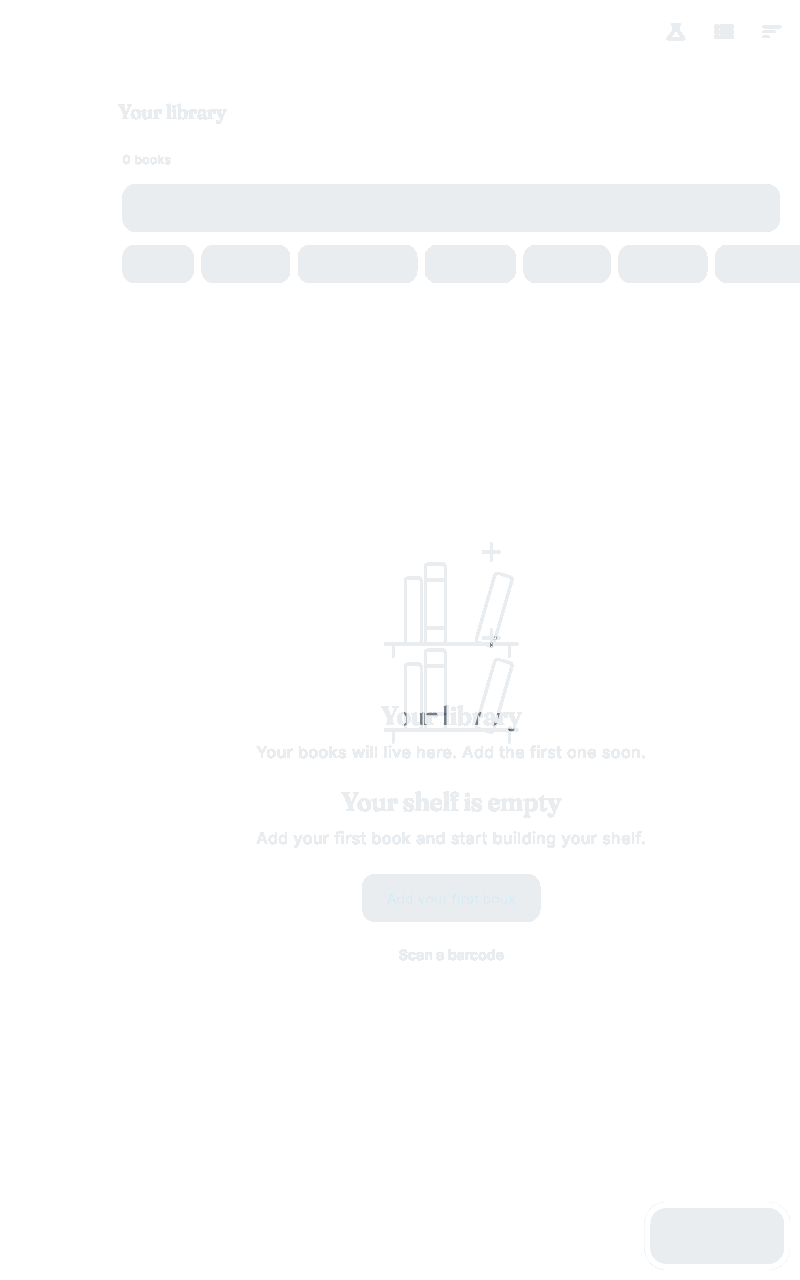 Your library
0 books
Your library
Your books will live here. Add the first one soon.
Your shelf is empty
Add your first book and start building your shelf.
Add your first book
Scan a barcode